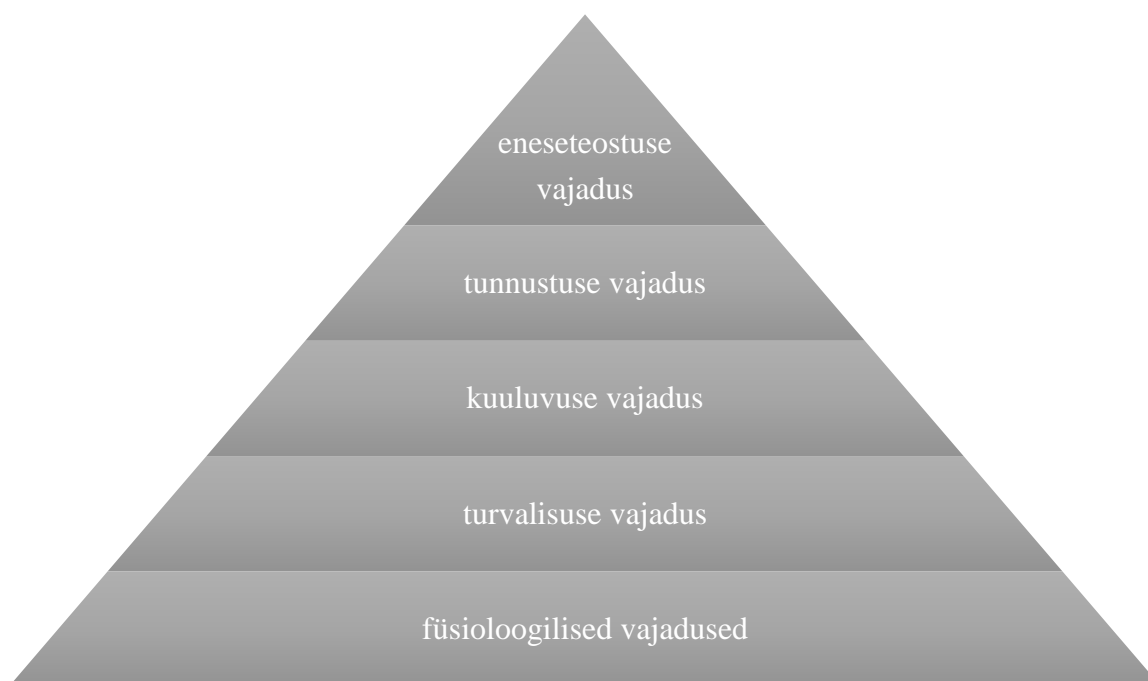 eneseteostuse
vajadus
tunnustuse vajadus
kuuluvuse vajadus
turvalisuse vajadus
füsioloogilised vajadused